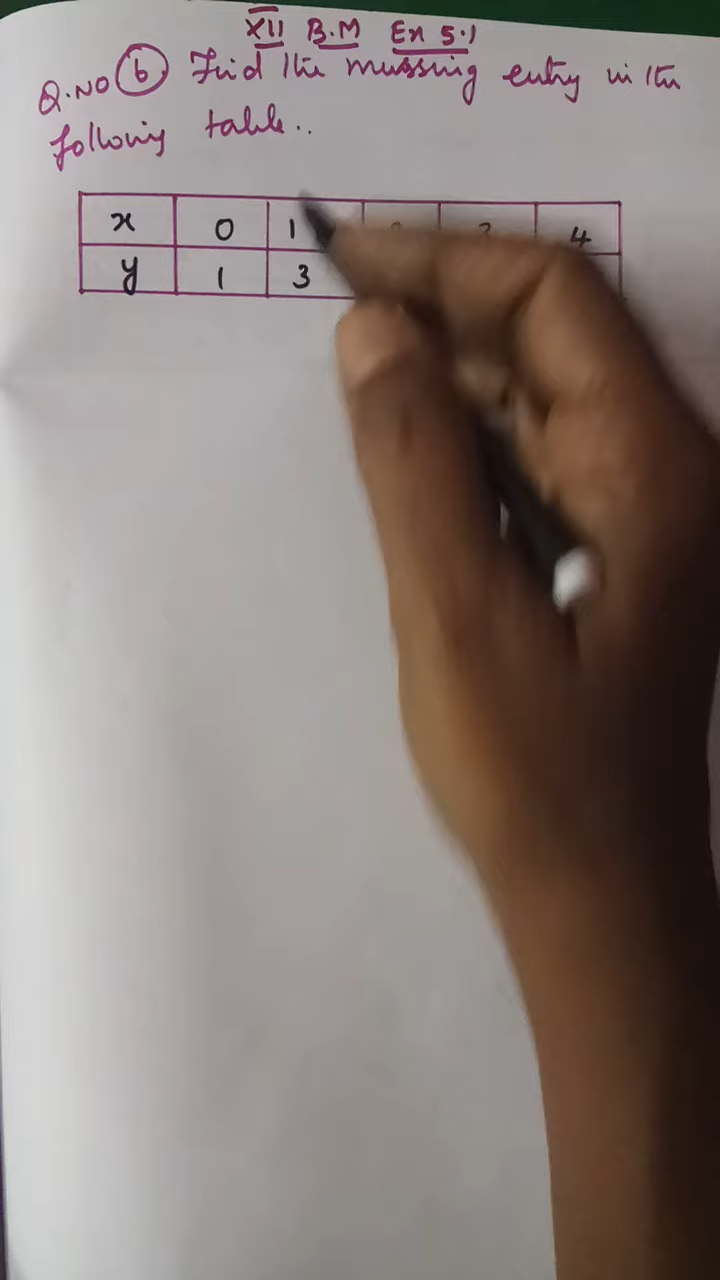 XII B.M Ex 5.1
Q.NO 6 Find the missing entry in the
following table..
x 0 1 4
y 1 3